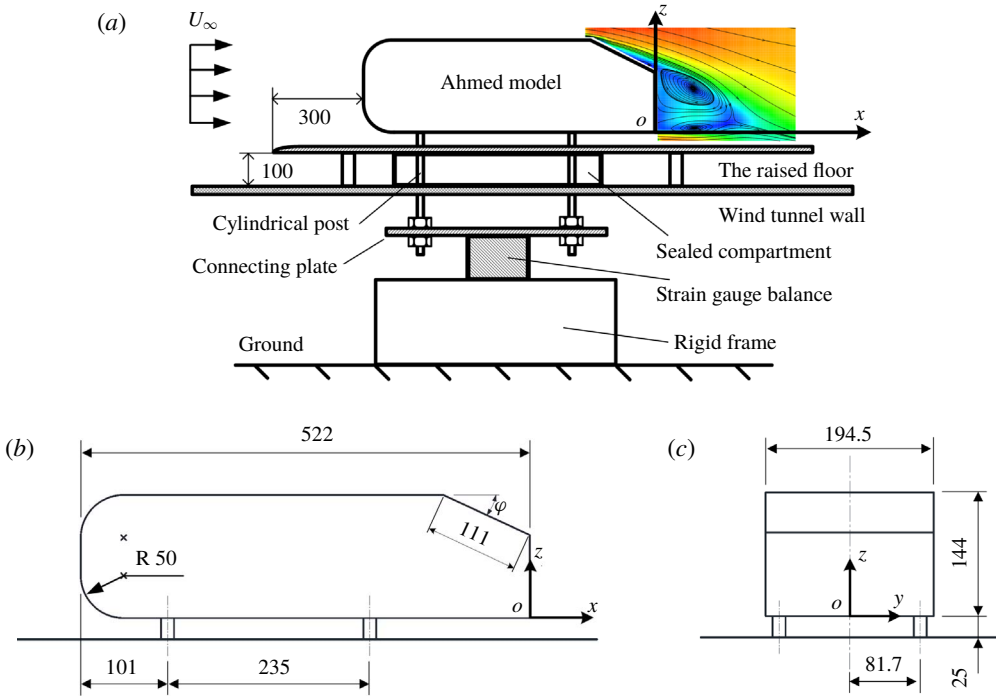 (a)
U∞
z
Ahmed model
o
x
300
100
The raised floor
Wind tunnel wall
Cylindrical post
Sealed compartment
Connecting plate
Strain gauge balance
Rigid frame
Ground
(b)
522
φ
111
R 50
z
o
x
101
235
(c)
194.5
144
z
o
y
81.7
25